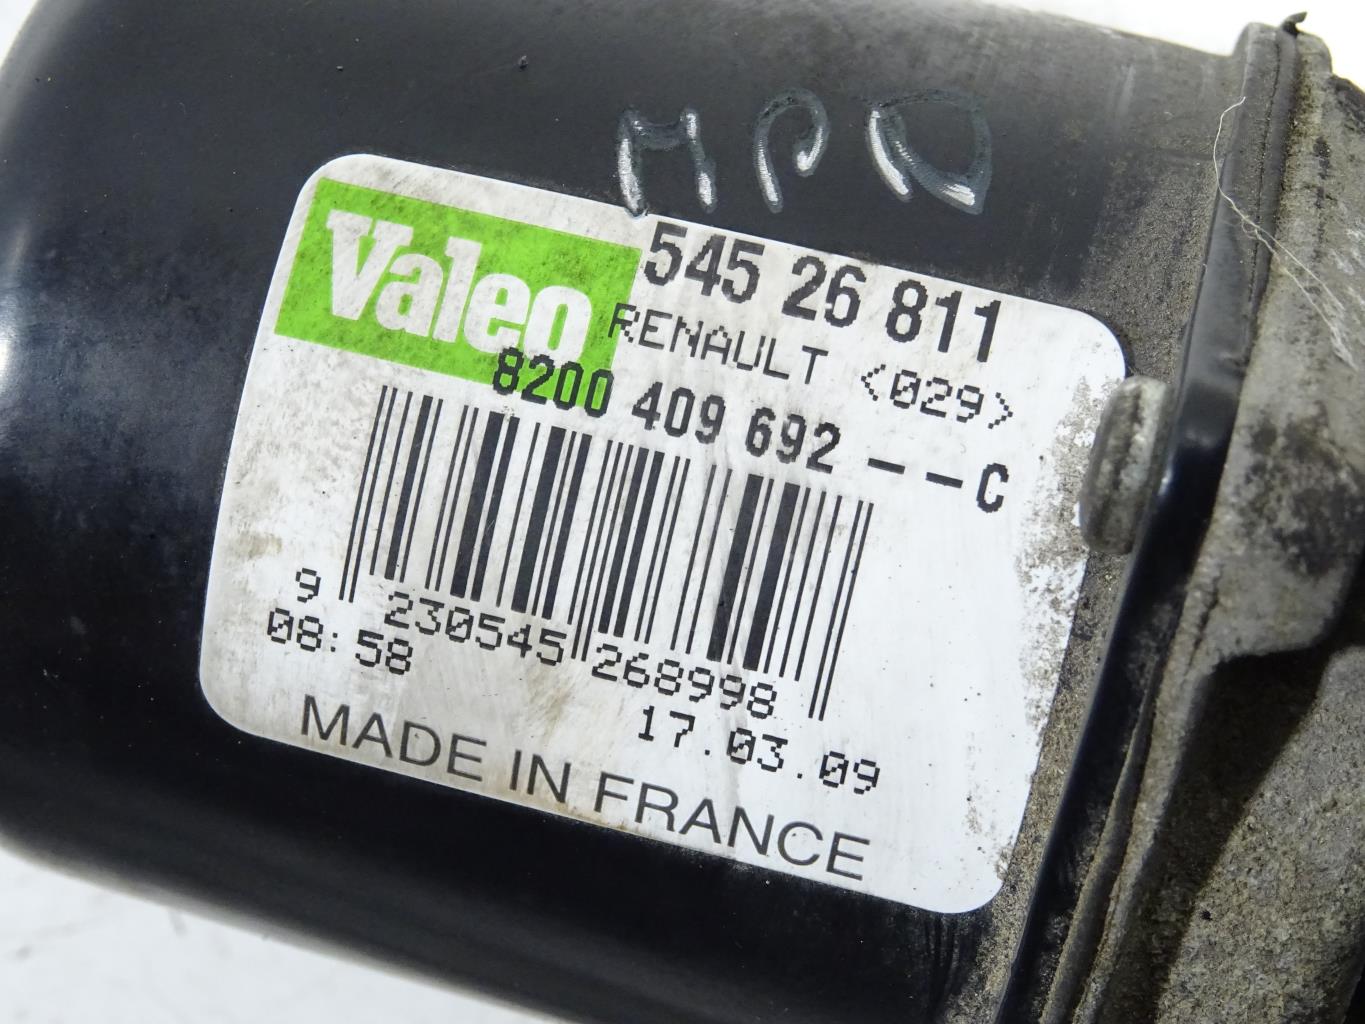 МРО
Valeo
545 26 811
RENAULT <029>
8200 409 692 -- C
9 230545 268998
08:58
17.03.09
MADE IN FRANCE